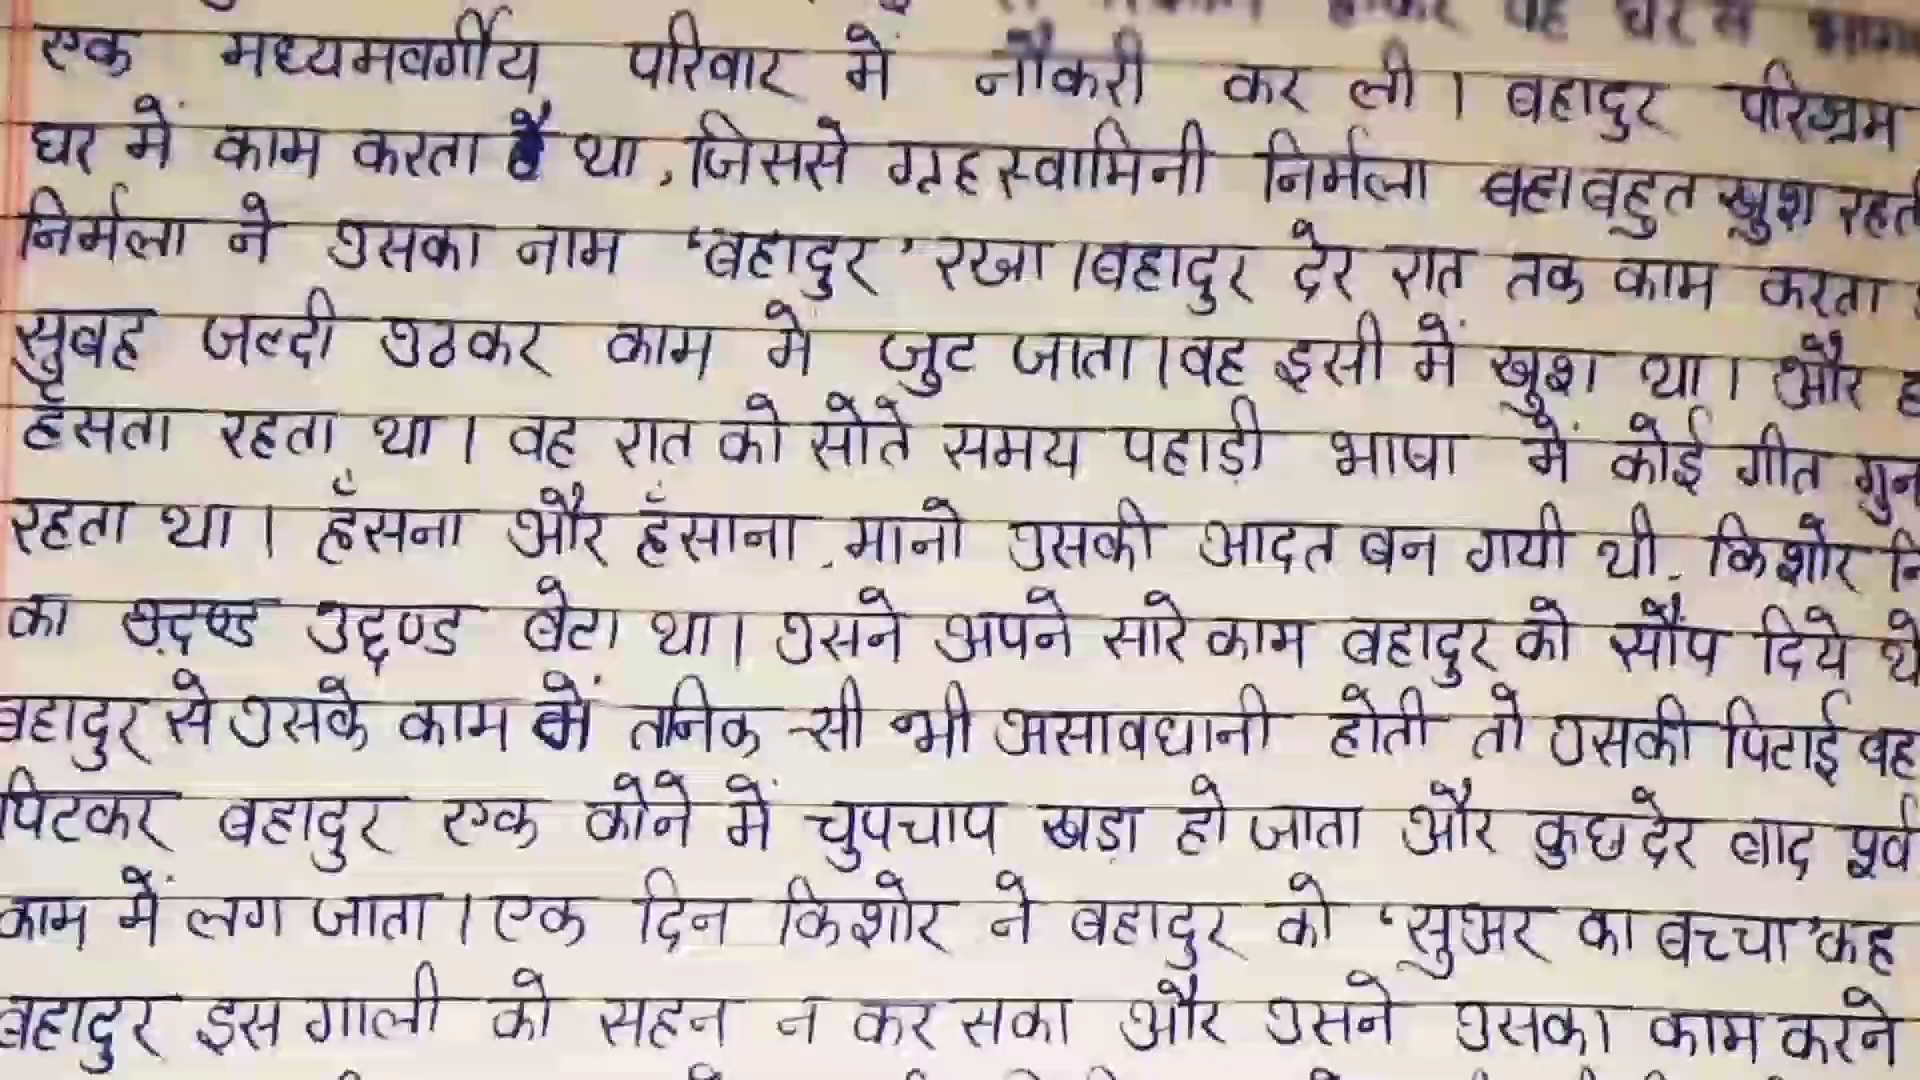 वह घर से
एक मध्यमवर्गीय परिवार में नौकरी कर ली। बहादुर परिश्रम
घर में काम करता था, जिससे गृहस्वामिनी निर्मला बहुत खुश रहत
निर्मला ने उसका नाम 'बहादुर' रखा। बहादुर देर रात तक काम करता
सुबह जल्दी उठकर काम में जुट जाता। वह इसी में खुश था। और ह
हँसता रहता था। वह रात को सोते समय पहाड़ी भाषा में कोई गीत गुन
रहता था। हँसना और हँसाना, मानो उसकी आदत बन गयी थी. किशोर नि
का उद्दण्ड बेटा था। उसने अपने सारे काम बहादुर को सौंप दिये थे
बहादुर से उसके काम में तनिक-सी भी असावधानी होती तो उसकी पिटाई वह
पिटकर बहादुर एक कोने में चुपचाप खड़ा हो जाता और कुछ देर बाद पूर्व
काम में लग जाता। एक दिन किशोर ने बहादुर को 'सुअर का बच्चा' कह
बहादुर इस गाली को सहन न कर सका और उसने उसका काम करने